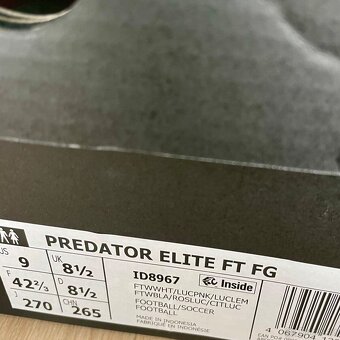 PREDATOR ELITE FT FG
US
9
UK
8½
F
42⅔
D
8½
J
270
CHN
265
ID8967
Inside
FTWWHT/LUCPNK/LUCLEM
FTWBLA/ROSLUC/CITLUC
FOOTBALL/SOCCER
FOOTBALL
MADE IN INDONESIA
FABRIQUÉ EN INDONÉSIE
4 067904